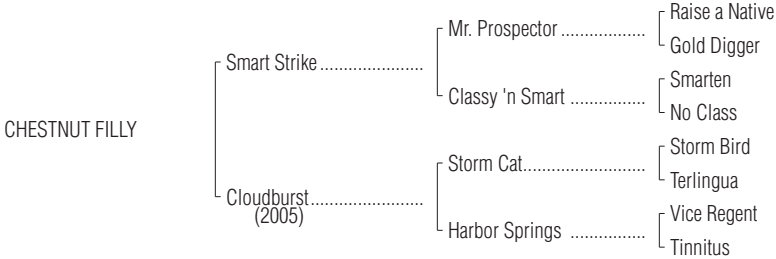 Raise a Native
Mr. Prospector ..................
Gold Digger
Smart Strike ......................
Smarten
Classy 'n Smart ................
No Class
CHESTNUT FILLY
Storm Bird
Storm Cat..........................
Terlingua
Cloudburst........................
(2005)
Vice Regent
Harbor Springs ................
Tinnitus